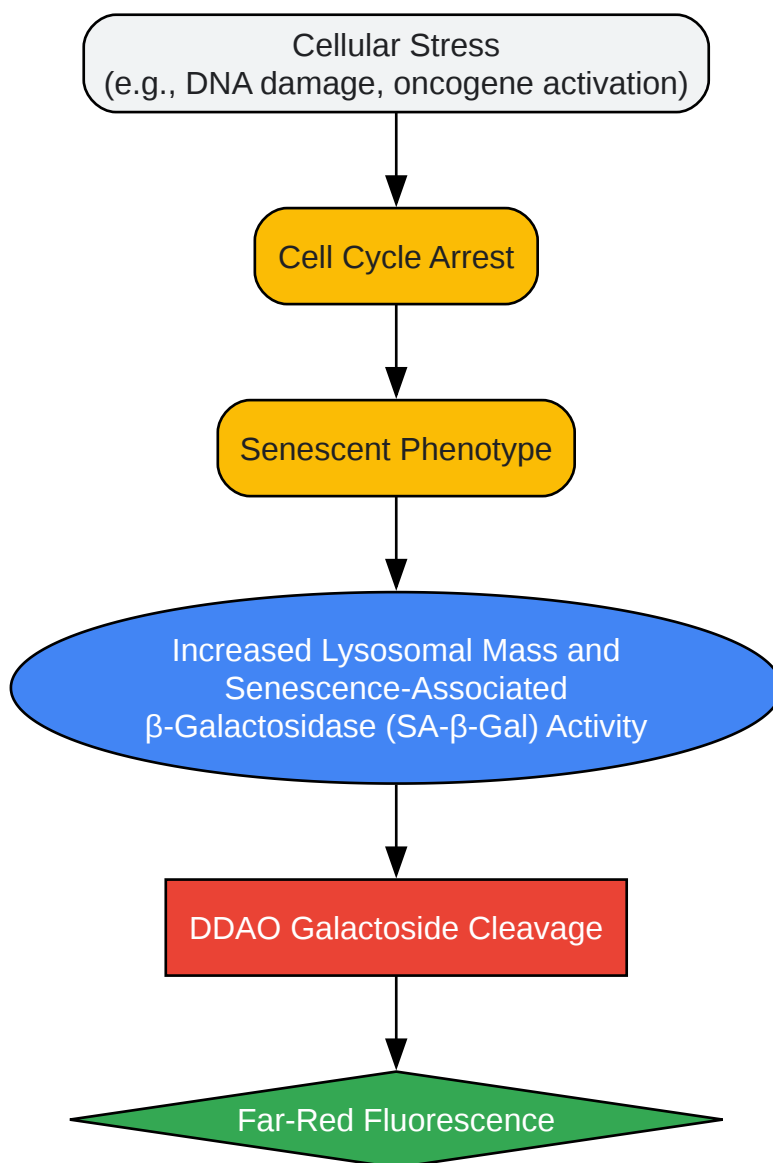 Cellular Stress
(e.g., DNA damage, oncogene activation)
Cell Cycle Arrest
Senescent Phenotype
Increased Lysosomal Mass and
Senescence-Associated
β-Galactosidase (SA-β-Gal) Activity
DDAO Galactoside Cleavage
Far-Red Fluorescence